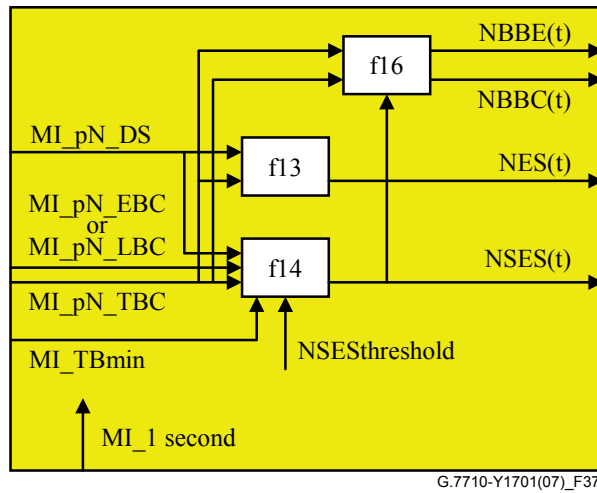 NBBE(t)
f16
NBBC(t)
MI_pN_DS
f13
NES(t)
MI_pN_EBC
or
MI_pN_LBC
f14
NSES(t)
MI_pN_TBC
MI_TBmin
NSESthreshold
MI_1 second
G.7710-Y1701(07)_F37